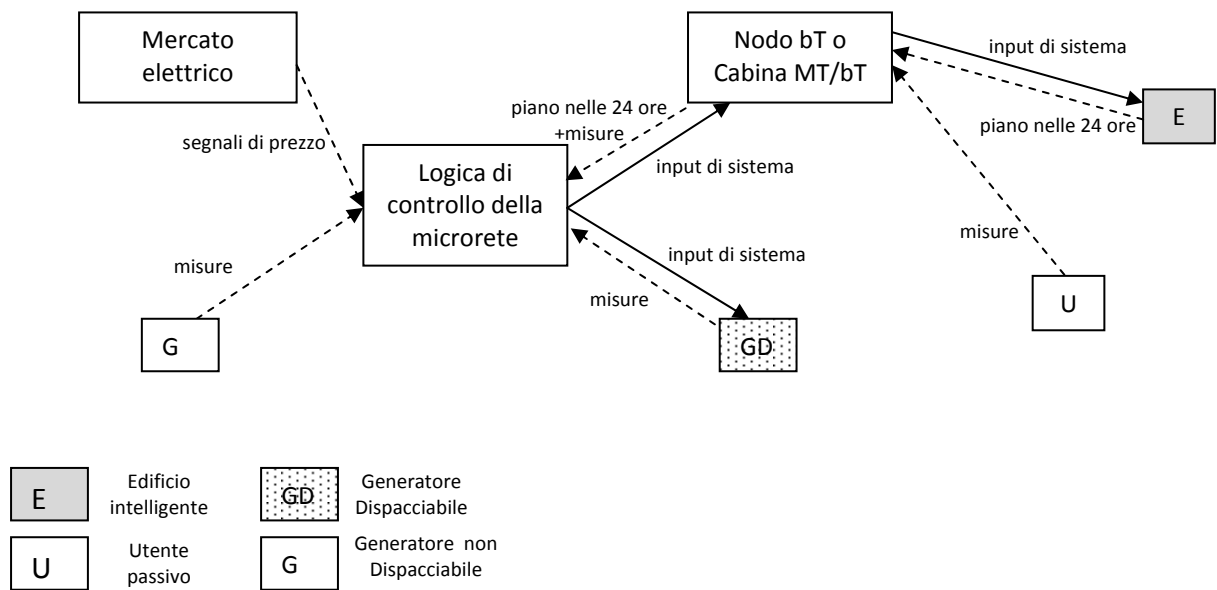 Mercato
elettrico
Nodo bT o
Cabina MT/bT
input di sistema
piano nelle 24 ore
+misure
piano nelle 24 ore
E
segnali di prezzo
Logica di
controllo della
microrete
input di sistema
misure
input di sistema
misure
misure
U
G
GD
E
Edificio
intelligente
GD
Generatore
Dispacciabile
U
Utente
passivo
G
Generatore non
Dispacciabile